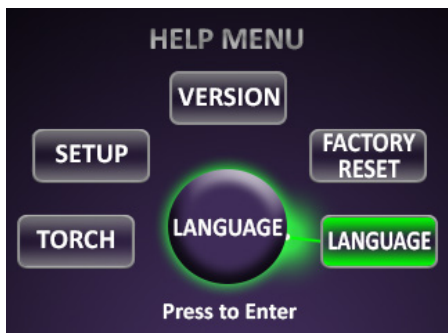 HELP MENU
VERSION
SETUP
FACTORY
RESET
TORCH
LANGUAGE
LANGUAGE
Press to Enter